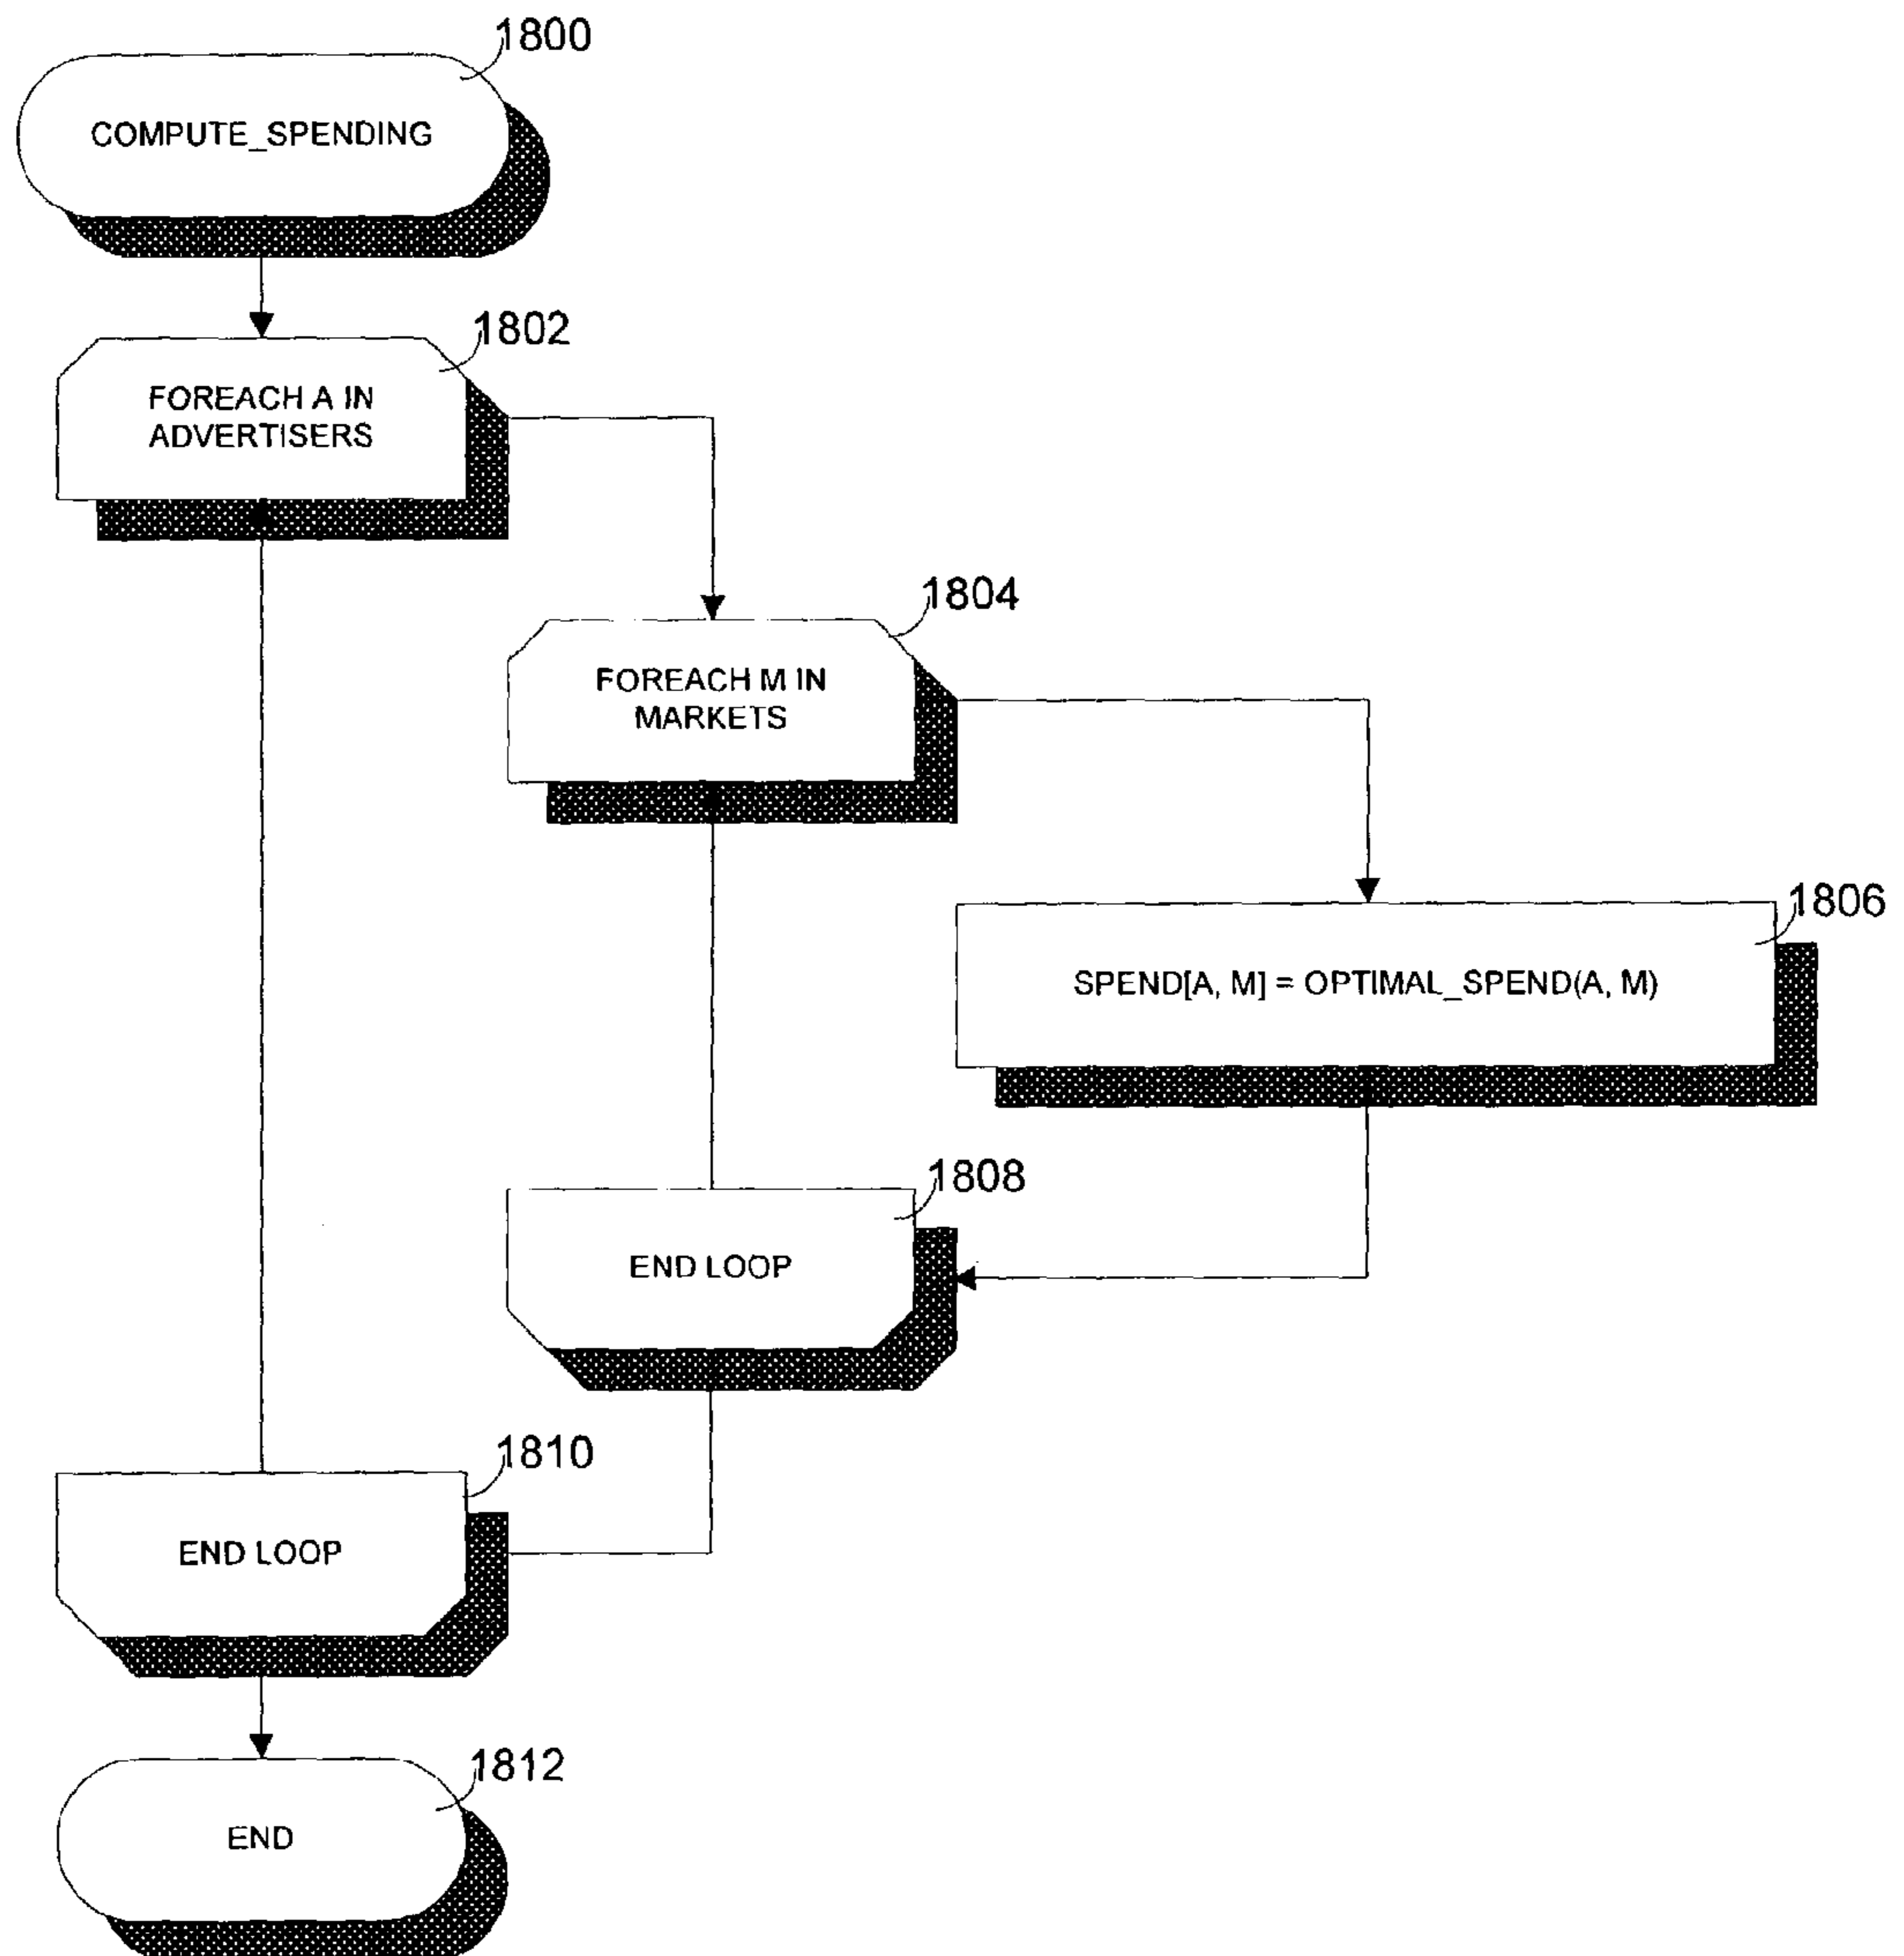 1800
COMPUTE_SPENDING
1802
FOREACH A IN
ADVERTISERS
1804
FOREACH M IN
MARKETS
1806
SPEND[A, M] = OPTIMAL_SPEND(A, M)
1808
END LOOP
1810
END LOOP
1812
END